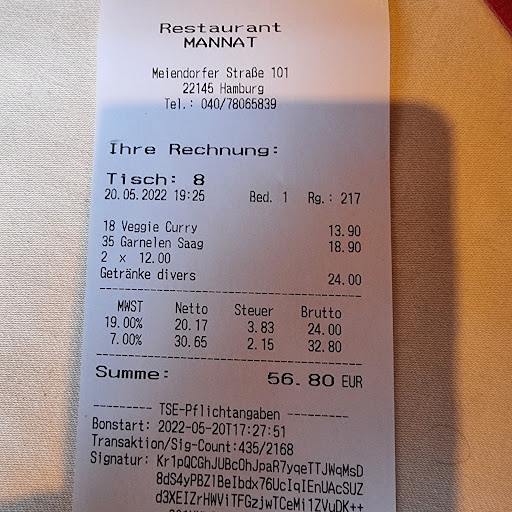 Restaurant
MANNAT
Meiendorfer Straße 101
22145 Hamburg
Tel.: 040/78065839
Ihre Rechnung:
Tisch: 8
20.05.2022 19:25 Bed. 1 Rg.: 217
18 Veggie Curry 13.90
35 Garnelen Saag 18.90
2 x 12.00
Getränke divers 24.00
MWST Netto Steuer Brutto
19.00% 20.17 3.83 24.00
7.00% 30.65 2.15 32.80
Summe: 56.80 EUR
---------- TSE-Pflichtangaben ----------
Bonstart: 2022-05-20T17:27:51
Transaktion/Sig-Count:435/2168
Signatur: Kr1pQCGhJUBcOhJpaR7yqeTTJWqMsD
8dS4yPBZlBeIbdx76UcIqIEnUAcSUZ
d3XEIZrHWViTFGzjwTCeMi1ZVuDK++